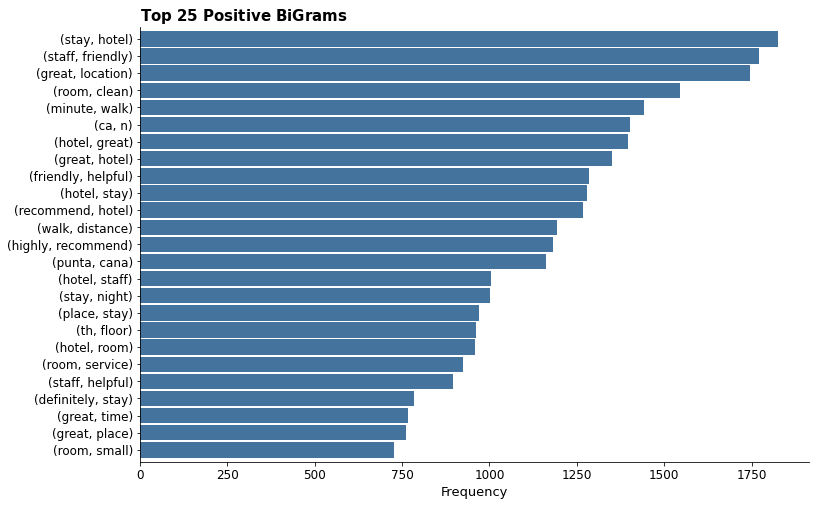 Top 25 Positive BiGrams
(stay, hotel)
(staff, friendly)
(great, location)
(room, clean)
(minute, walk)
(ca, n)
(hotel, great)
(great, hotel)
(friendly, helpful)
(hotel, stay)
(recommend, hotel)
(walk, distance)
(highly, recommend)
(punta, cana)
(hotel, staff)
(stay, night)
(place, stay)
(th, floor)
(hotel, room)
(room, service)
(staff, helpful)
(definitely, stay)
(great, time)
(great, place)
(room, small)
0 250 500 750 1000 1250 1500 1750
Frequency